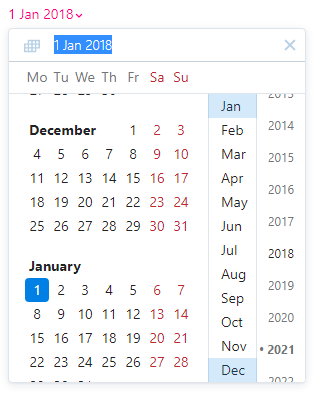 1 Jan 2018
1 Jan 2018
Mo Tu We Th Fr Sa Su
December 1 2 3
4 5 6 7 8 9 10
11 12 13 14 15 16 17
18 19 20 21 22 23 24
25 26 27 28 29 30 31
January
1 2 3 4 5 6 7
8 9 10 11 12 13 14
15 16 17 18 19 20 21
22 23 24 25 26 27 28
Jan
Feb
Mar
Apr
May
Jun
Jul
Aug
Sep
Oct
Nov
Dec
2014
2015
2016
2017
2018
2019
2020
• 2021